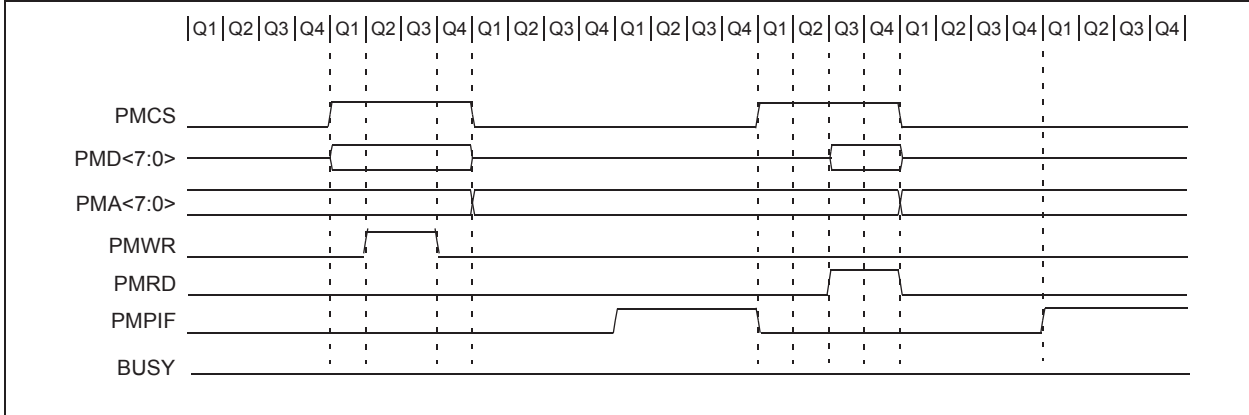 Q1 Q2 Q3 Q4 Q1 Q2 Q3 Q4 Q1 Q2 Q3 Q4 Q1 Q2 Q3 Q4 Q1 Q2 Q3 Q4 Q1 Q2 Q3 Q4 Q1 Q2 Q3 Q4
PMCS
PMD<7:0>
PMA<7:0>
PMWR
PMRD
PMPIF
BUSY